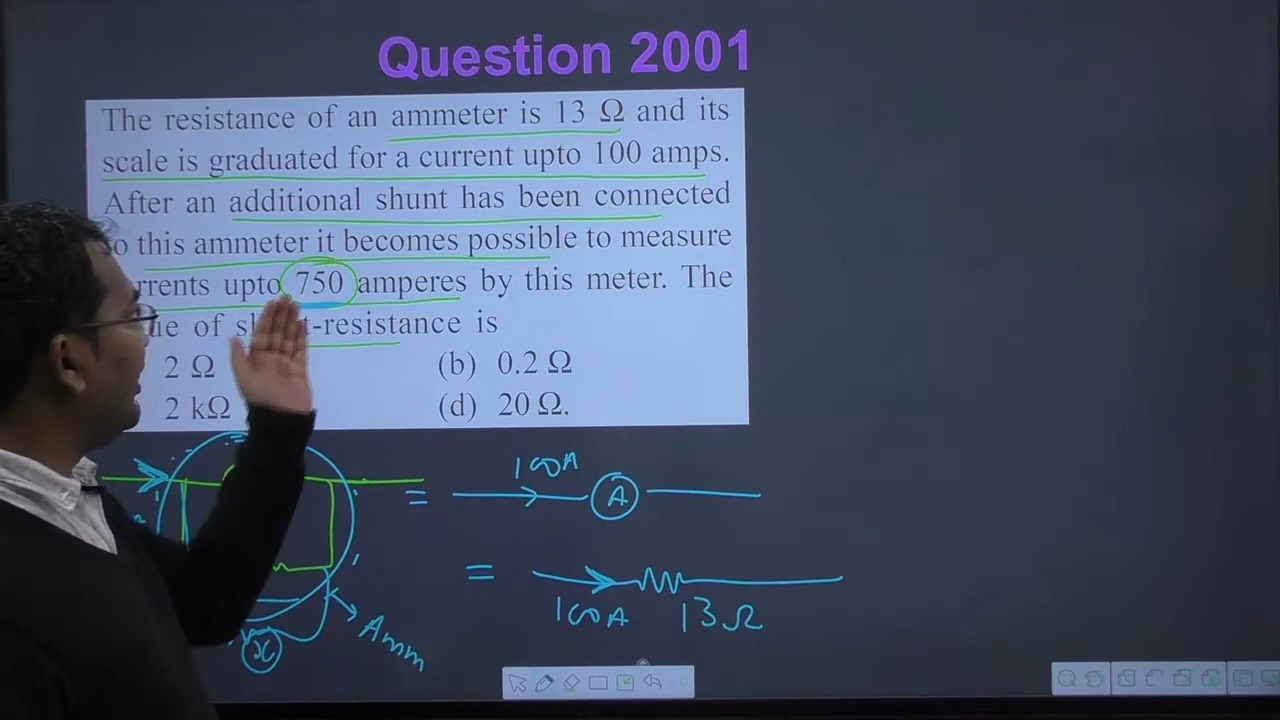 Question 2001
The resistance of an ammeter is 13 Ω and its
scale is graduated for a current upto 100 amps.
After an additional shunt has been connected
this ammeter it becomes possible to measure
upto 750 amperes by this meter. The
of -resistance is
2 Ω (b) 0.2 Ω
2 kΩ (d) 20 Ω.
= 100A A
= 100A 13Ω
x Amm